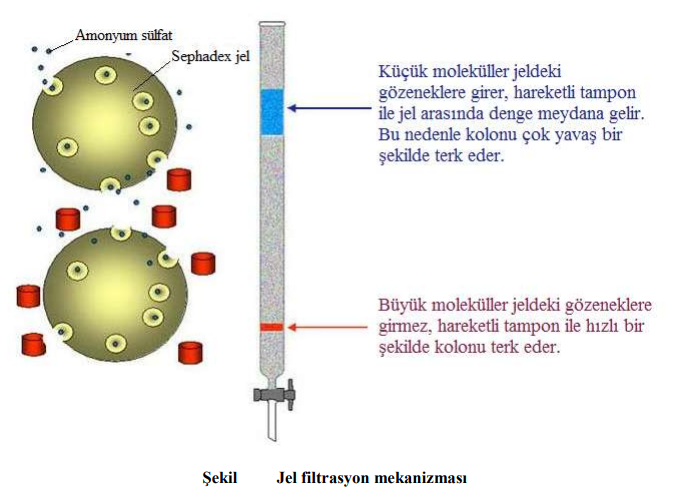 Amonyum sülfat
Sephadex jel
Küçük moleküller jeldeki
gözeneklere girer, hareketli tampon
ile jel arasında denge meydana gelir.
Bu nedenle kolonu çok yavaş bir
şekilde terk eder.
Büyük moleküller jeldeki gözeneklere
girmez, hareketli tampon ile hızlı bir
şekilde kolonu terk eder.
Şekil Jel filtrasyon mekanizması